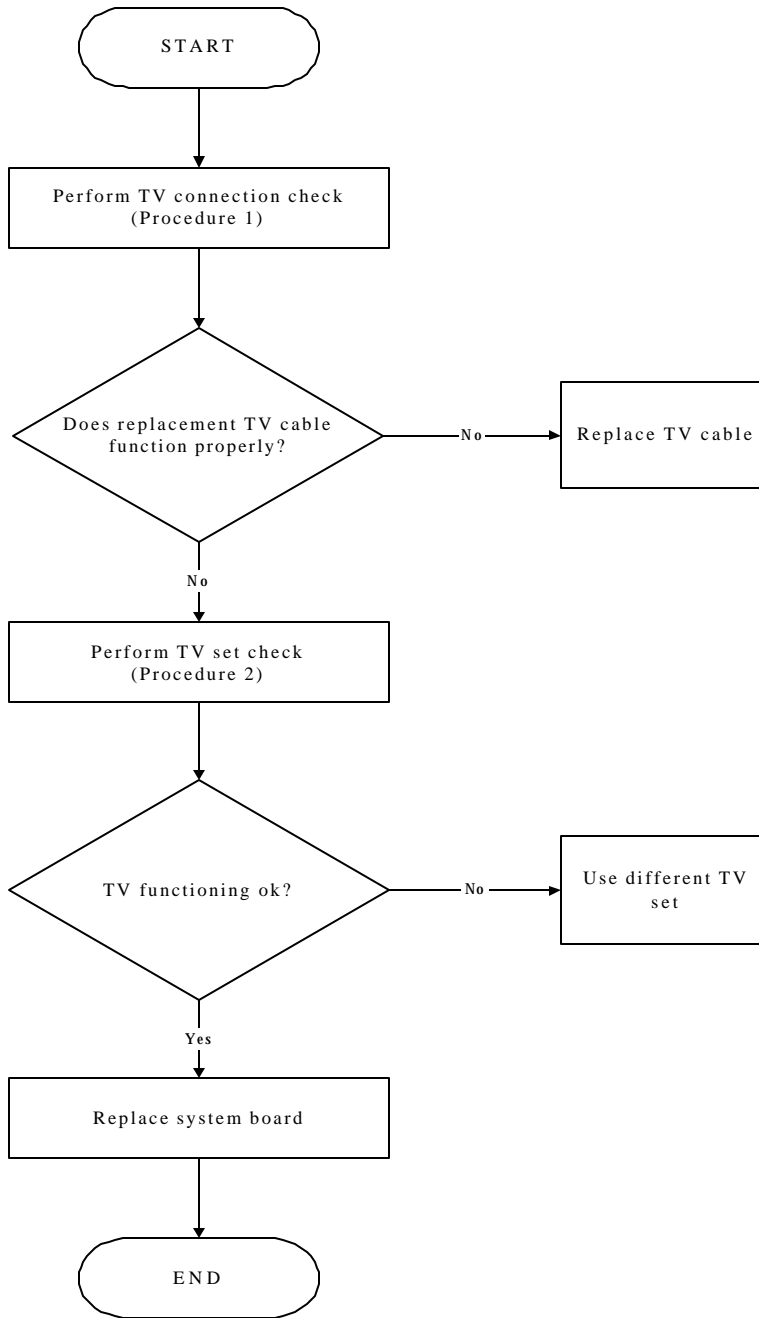 START
Perform TV connection check
(Procedure 1)
Does replacement TV cable
function properly?
No
Replace TV cable
No
Perform TV set check
(Procedure 2)
TV functioning ok?
No
Use different TV
set
Yes
Replace system board
END